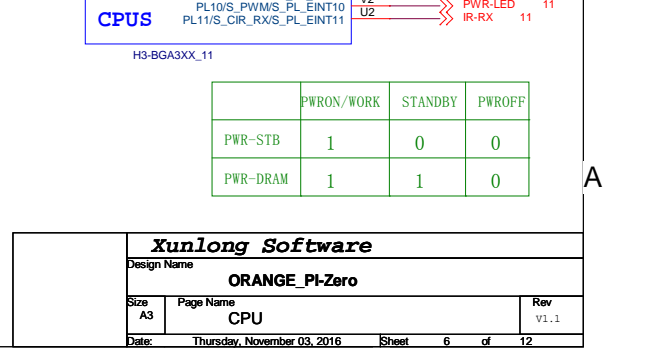 PL10/S_PWM/S_PL_EINT10 PWR-LED 11
CPUS PL11/S_CIR_RX/S_PL_EINT11 U2 IR-RX 11
H3-BGA3XX_11
PWRON/WORK STANDBY PWROFF
PWR-STB 1 0 0
PWR-DRAM 1 1 0
A
Xunlong Software
Design Name
ORANGE_PI-Zero
Size Page Name Rev
A3 CPU V1.1
Date: Thursday, November 03, 2016 Sheet 6 of 12